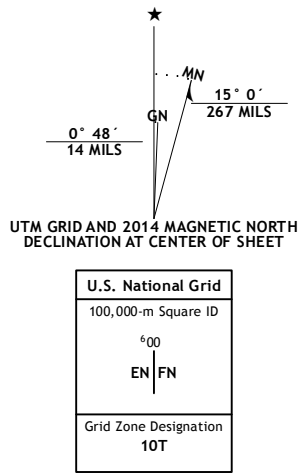 MN
15° 0´
267 MILS
GN
0° 48´
14 MILS
UTM GRID AND 2014 MAGNETIC NORTH
DECLINATION AT CENTER OF SHEET
U.S. National Grid
100,000-m Square ID
⁶00
EN FN
Grid Zone Designation
10T